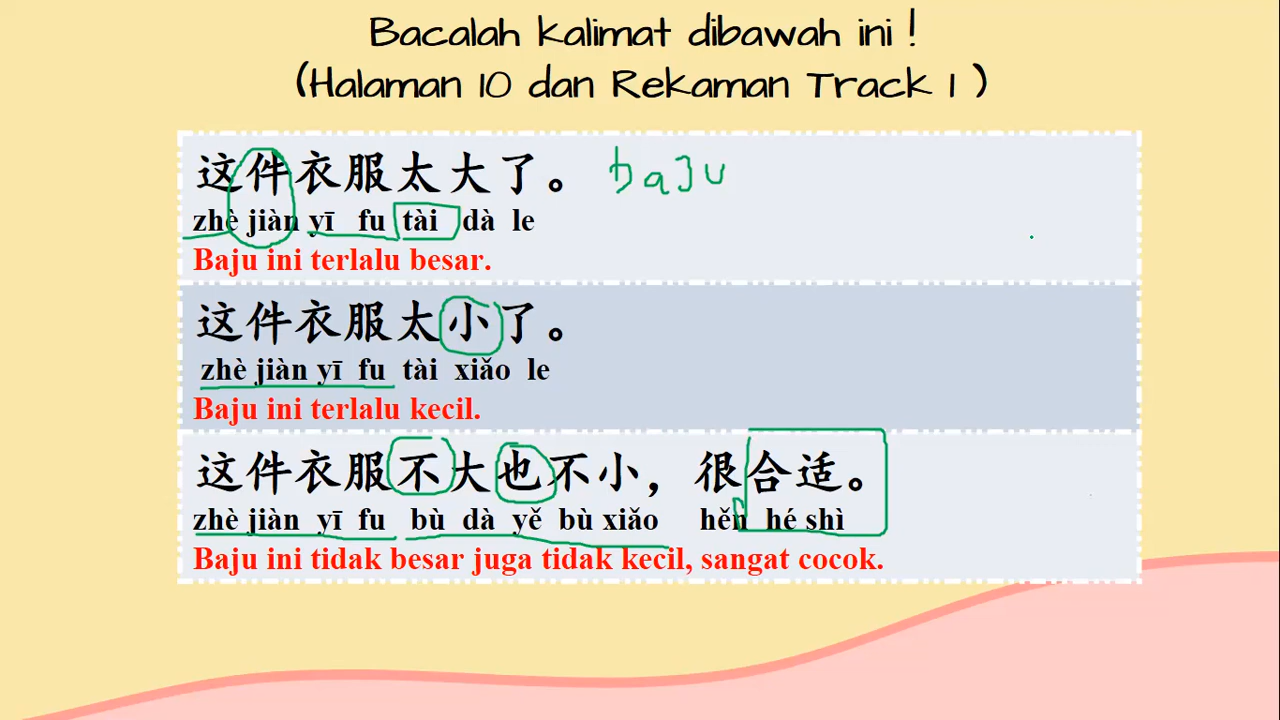 Bacalah kalimat dibawah ini !
(Halaman 10 dan Rekaman Track 1 )
这件衣服太大了。 baju
zhè jiàn yī fu tài dà le
Baju ini terlalu besar.
这件衣服太小了。
zhè jiàn yī fu tài xiǎo le
Baju ini terlalu kecil.
这件衣服不大也不小，很合适。
zhè jiàn yī fu bù dà yě bù xiǎo hěn hé shì
Baju ini tidak besar juga tidak kecil, sangat cocok.